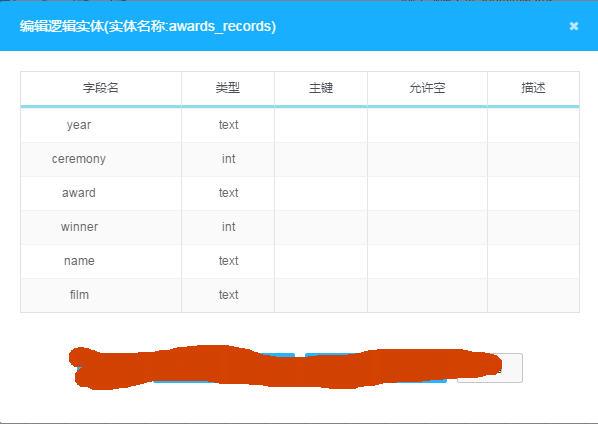 编辑逻辑实体(实体名称:awards_records) ×
字段名 类型 主键 允许空 描述
year text
ceremony int
award text
winner int
name text
film text